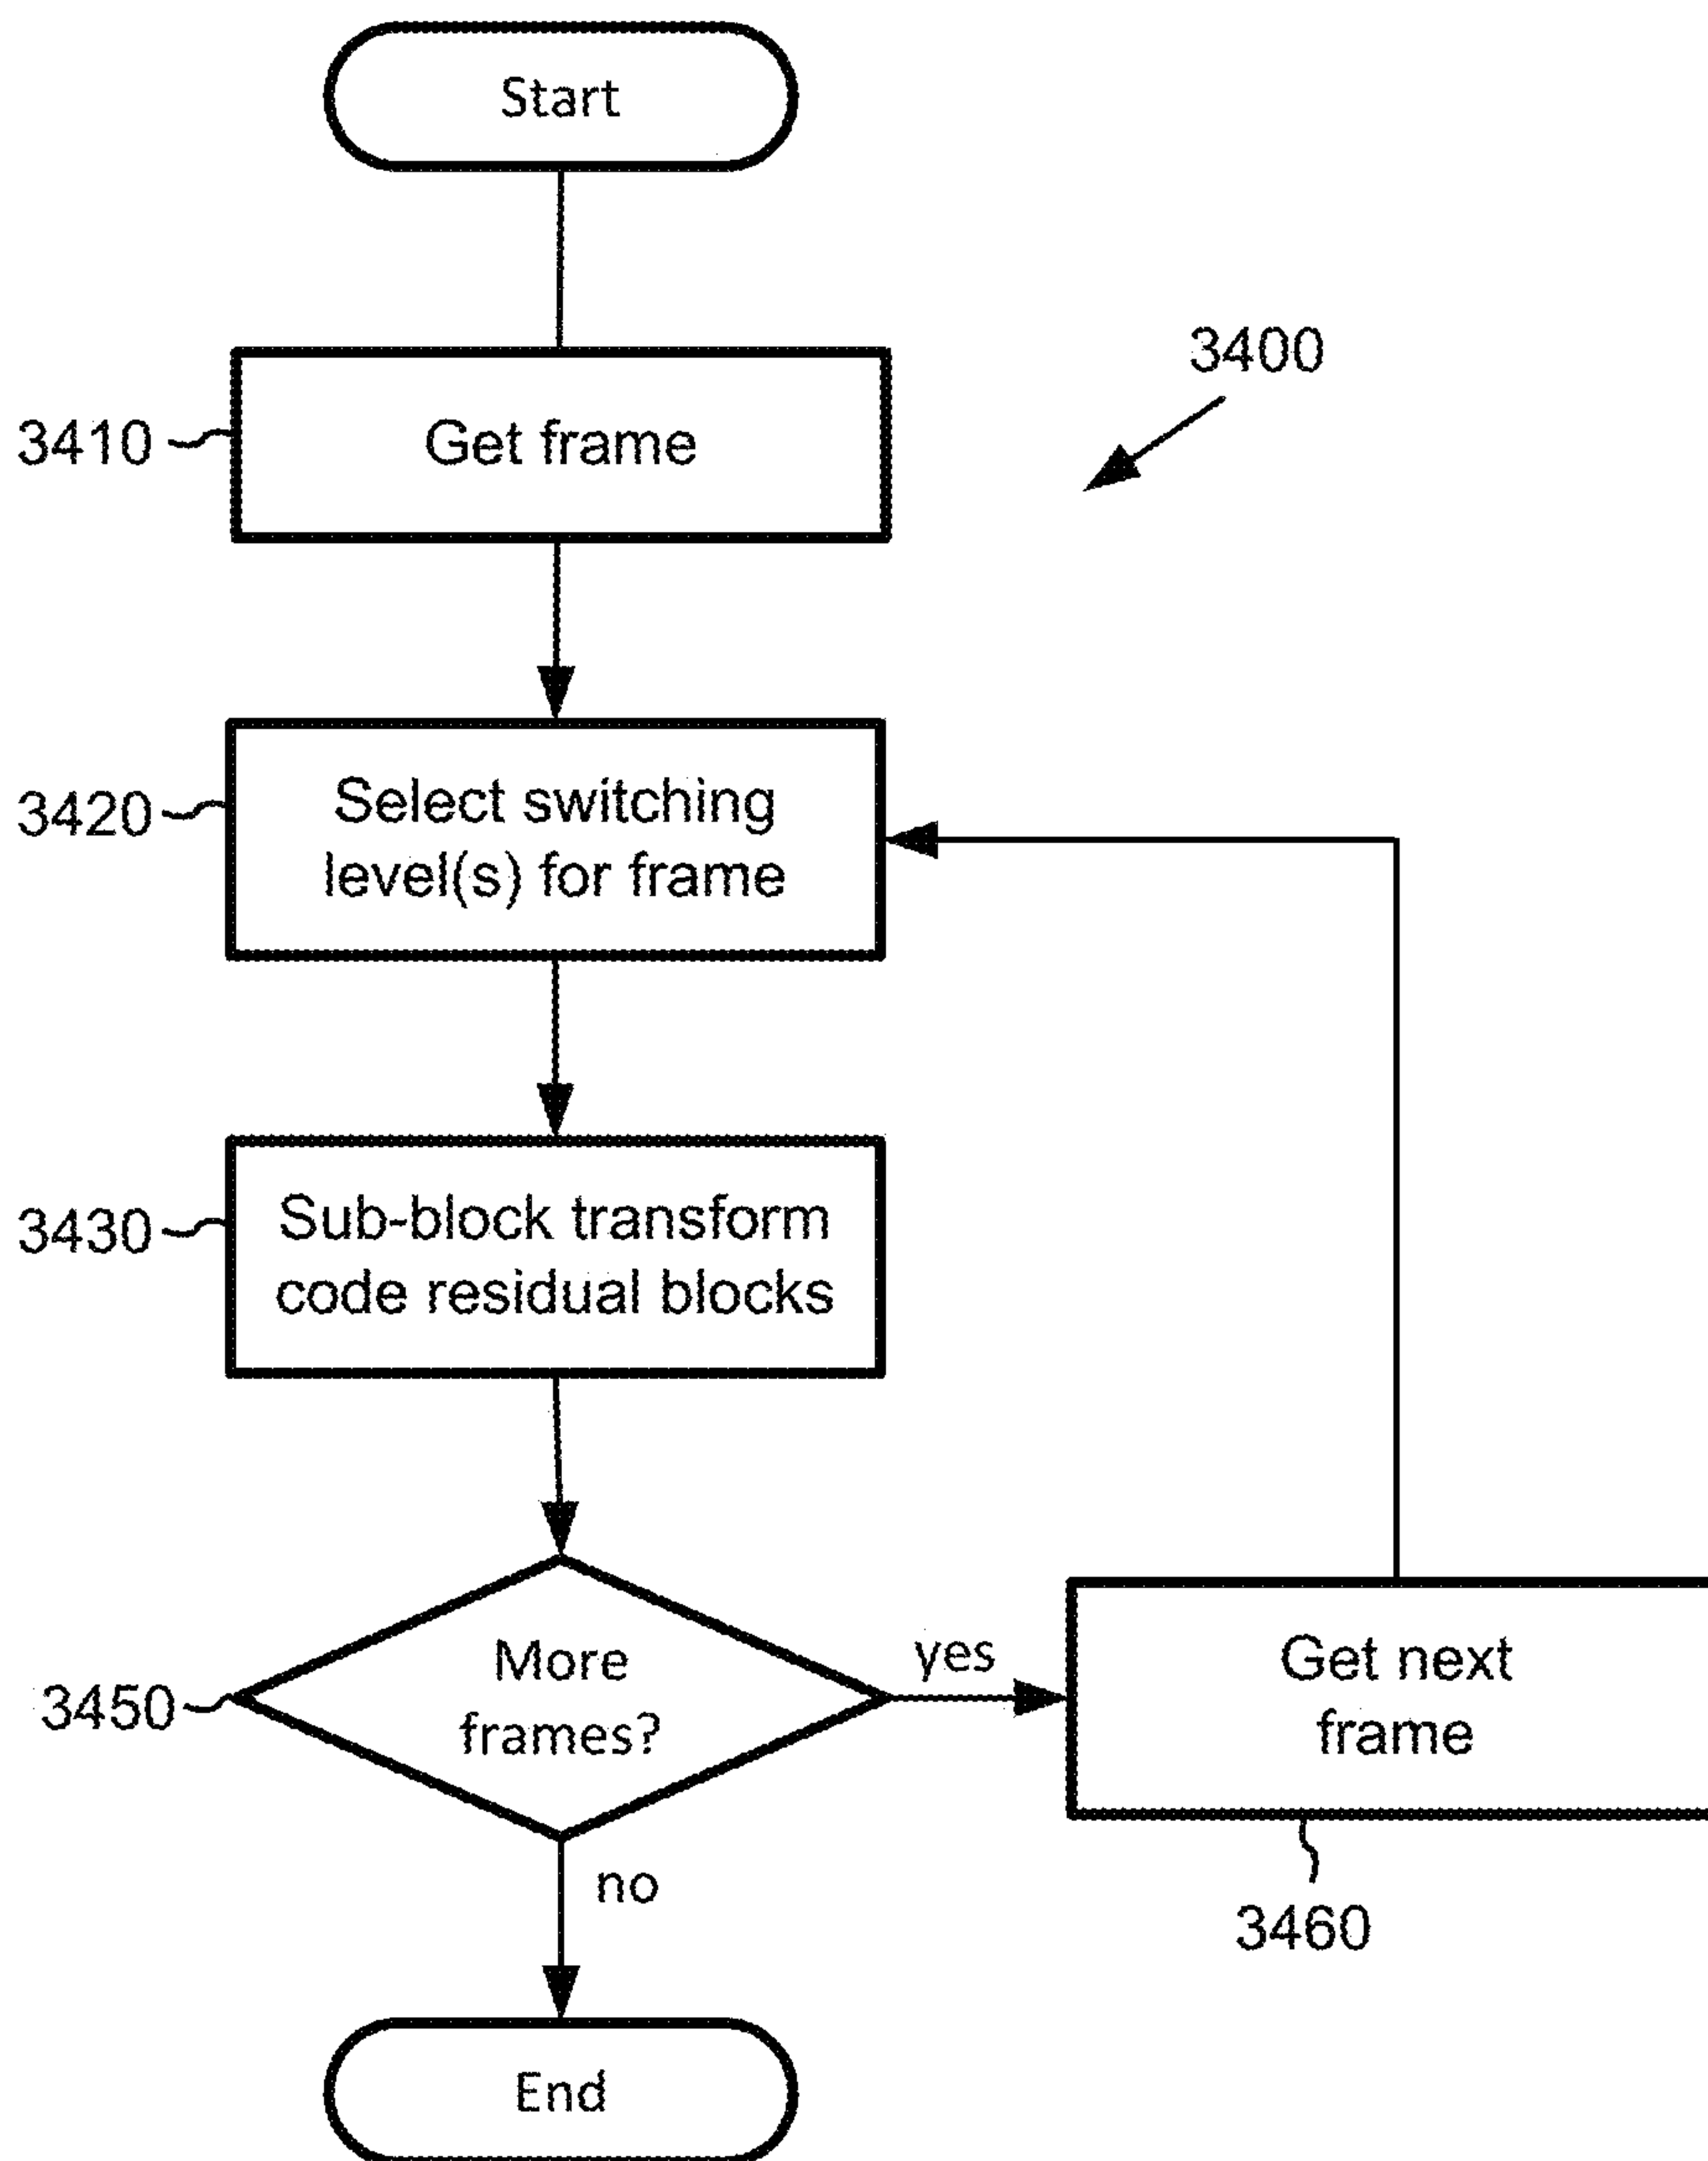 Start
3400
3410
Get frame
3420
Select switching
level(s) for frame
3430
Sub-block transform
code residual blocks
3450
More
frames?
yes
Get next
frame
no
3460
End